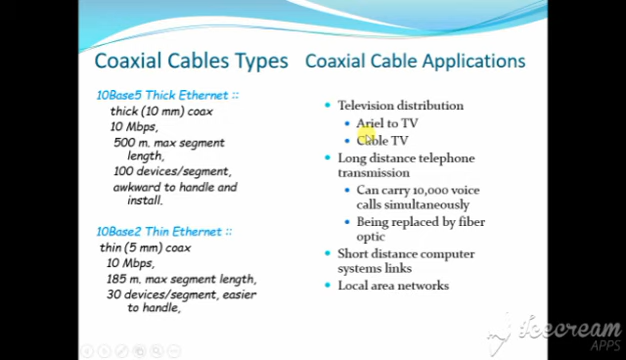 Coaxial Cables Types
10Base5 Thick Ethernet ::
thick (10 mm) coax
10 Mbps,
500 m. max segment
length,
100 devices/segment,
awkward to handle and
install.
10Base2 Thin Ethernet ::
thin (5 mm) coax
10 Mbps,
185 m. max segment length,
30 devices/segment, easier
to handle,
Coaxial Cable Applications
• Television distribution
• Ariel to TV
• Cable TV
• Long distance telephone
transmission
• Can carry 10,000 voice
calls simultaneously
• Being replaced by fiber
optic
• Short distance computer
systems links
• Local area networks
Icecream
APPS